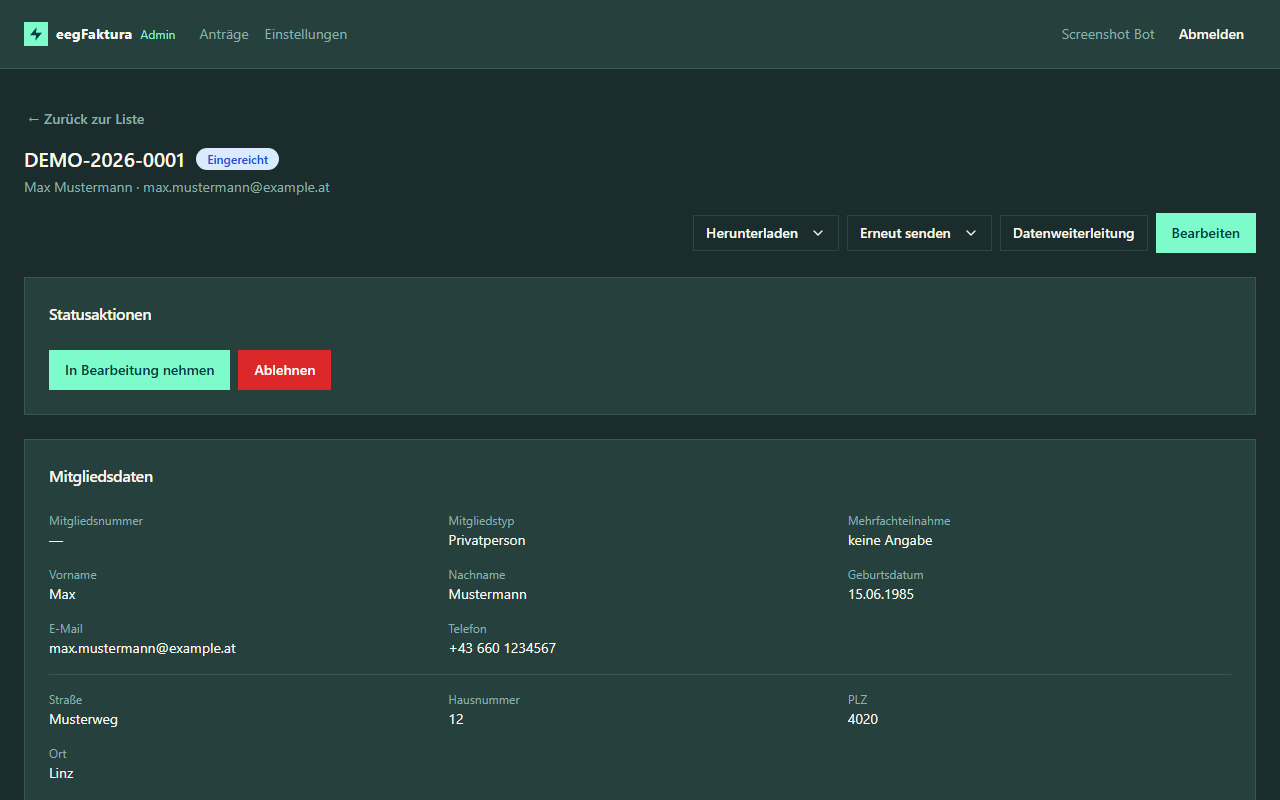 eegFaktura Admin Anträge Einstellungen Screenshot Bot Abmelden
← Zurück zur Liste
DEMO-2026-0001 Eingereicht
Max Mustermann · max.mustermann@example.at
Herunterladen Erneut senden Datenweiterleitung Bearbeiten
Statusaktionen
In Bearbeitung nehmen Ablehnen
Mitgliedsdaten
Mitgliedsnummer Mitgliedstyp Mehrfachteilnahme
— Privatperson keine Angabe
Vorname Nachname Geburtsdatum
Max Mustermann 15.06.1985
E-Mail Telefon
max.mustermann@example.at +43 660 1234567
Straße Hausnummer PLZ
Musterweg 12 4020
Ort
Linz